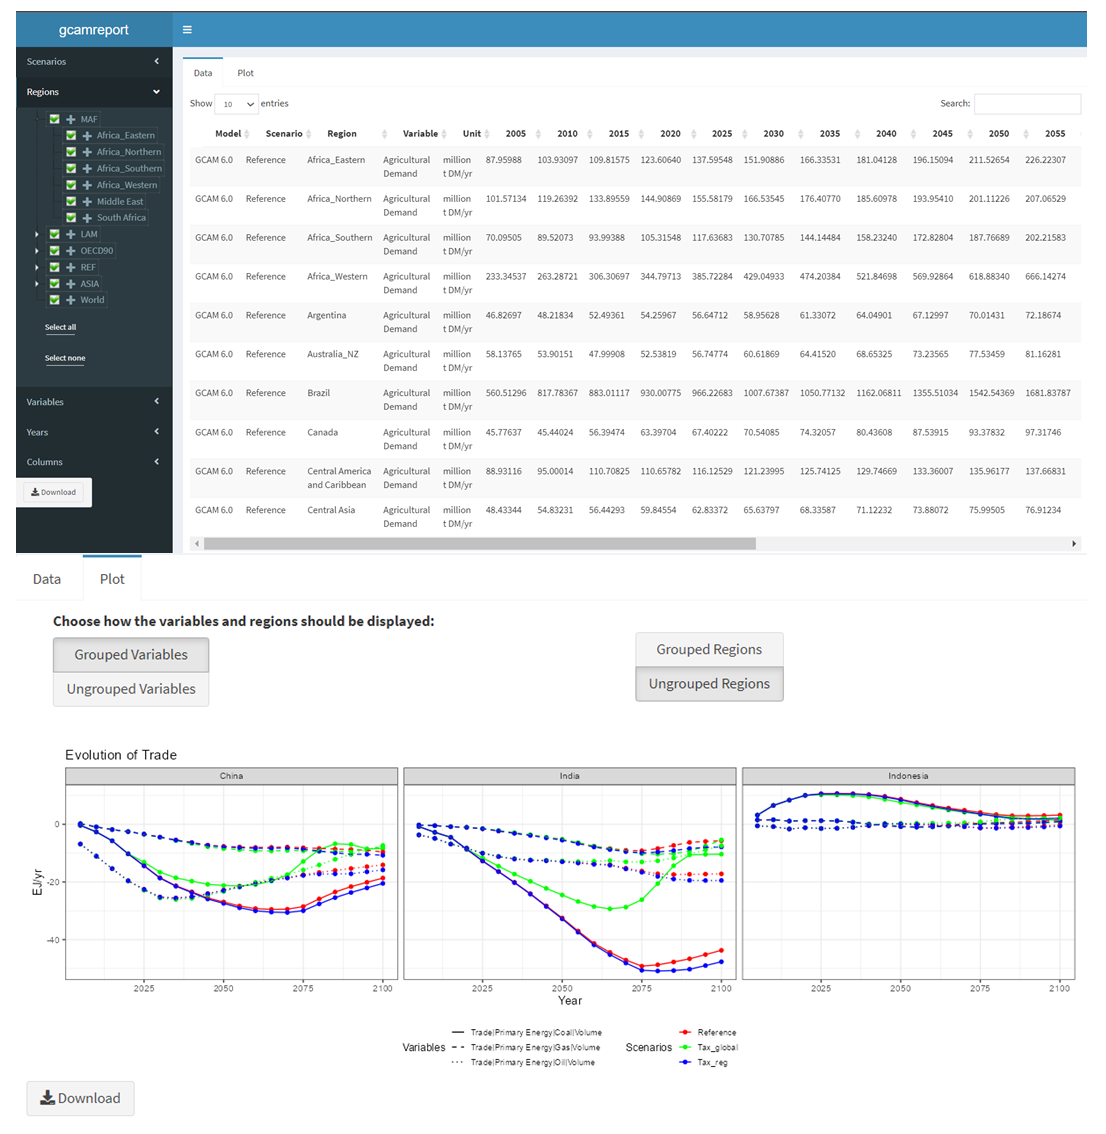 gcamreport
Scenarios
Regions
MAF
Africa_Eastern
Africa_Northern
Africa_Southern
Africa_Western
Middle East
South Africa
LAM
OECD90
REF
ASIA
World
Select all
Select none
Variables
Years
Columns
Download
Data Plot
Show 10 entries Search:
Model Scenario Region Variable Unit 2005 2010 2015 2020 2025 2030 2035 2040 2045 2050 2055
GCAM 6.0 Reference Africa_Eastern Agricultural million 87.95988 103.93097 109.81575 123.60640 137.59548 151.90886 166.33531 181.04128 196.15094 211.52654 226.22307
Demand t DM/yr
GCAM 6.0 Reference Africa_Northern Agricultural million 101.57134 119.26392 133.89559 144.90869 155.58179 166.53545 176.40770 185.60978 193.95410 201.11226 207.06529
Demand t DM/yr
GCAM 6.0 Reference Africa_Southern Agricultural million 70.09505 89.52073 93.99388 105.31548 117.63683 130.70785 144.14484 158.23240 172.82804 187.76689 202.21583
Demand t DM/yr
GCAM 6.0 Reference Africa_Western Agricultural million 233.34537 263.28721 306.30697 344.79713 385.72284 429.04933 474.20384 521.84698 569.92864 618.88340 666.14274
Demand t DM/yr
GCAM 6.0 Reference Argentina Agricultural million 46.82697 48.21834 52.49361 54.25967 56.64712 58.95628 61.33072 64.04901 67.12997 70.01431 72.18674
Demand t DM/yr
GCAM 6.0 Reference Australia_NZ Agricultural million 58.13765 53.90151 47.99908 52.53819 56.74774 60.61869 64.41520 68.65325 73.23565 77.53459 81.16281
Demand t DM/yr
GCAM 6.0 Reference Brazil Agricultural million 560.51296 817.78367 883.01117 930.00775 966.22683 1007.67387 1050.77132 1162.06811 1355.51034 1542.54369 1681.83787
Demand t DM/yr
GCAM 6.0 Reference Canada Agricultural million 45.77637 45.44024 56.39474 63.39704 67.40222 70.54085 74.32057 80.43608 87.53915 93.37832 97.31746
Demand t DM/yr
GCAM 6.0 Reference Central America Agricultural million 88.93116 95.00014 110.70825 110.65782 116.12529 121.23995 125.74125 129.74669 133.36007 135.96177 137.66831
and Caribbean Demand t DM/yr
GCAM 6.0 Reference Central Asia Agricultural million 48.43344 54.83231 56.44293 59.84554 62.83372 65.63797 68.33587 71.12232 73.88072 75.99505 76.91234
Demand t DM/yr
Data Plot
Choose how the variables and regions should be displayed:
Grouped Variables
Ungrouped Variables
Grouped Regions
Ungrouped Regions
Evolution of Trade
China India Indonesia
EJ/yr
0
-20
-40
2025 2050 2075 2100 2025 2050 2075 2100 2025 2050 2075 2100
Year
Variables
Trade|Primary Energy|Coal|Volume
Trade|Primary Energy|Gas|Volume
Trade|Primary Energy|Oil|Volume
Scenarios
Reference
Tax_global
Tax_reg
Download